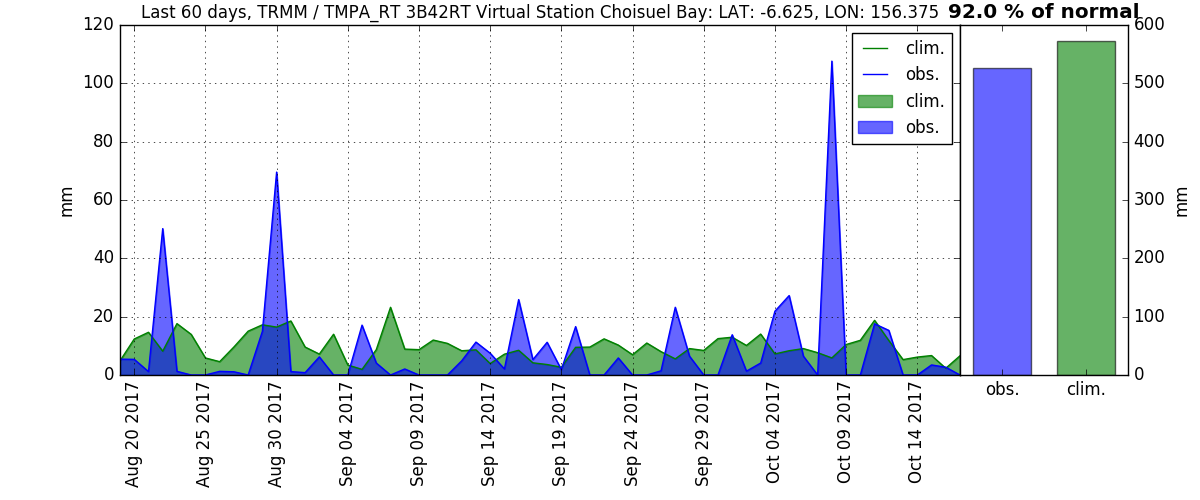 Last 60 days, TRMM / TMPA_RT 3B42RT Virtual Station Choisuel Bay: LAT: -6.625, LON: 156.375 92.0 % of normal
120
100
80
60
40
20
0
mm
clim.
obs.
clim.
obs.
600
500
400
300
200
100
0
mm
Aug 20 2017
Aug 25 2017
Aug 30 2017
Sep 04 2017
Sep 09 2017
Sep 14 2017
Sep 19 2017
Sep 24 2017
Sep 29 2017
Oct 04 2017
Oct 09 2017
Oct 14 2017
obs.
clim.